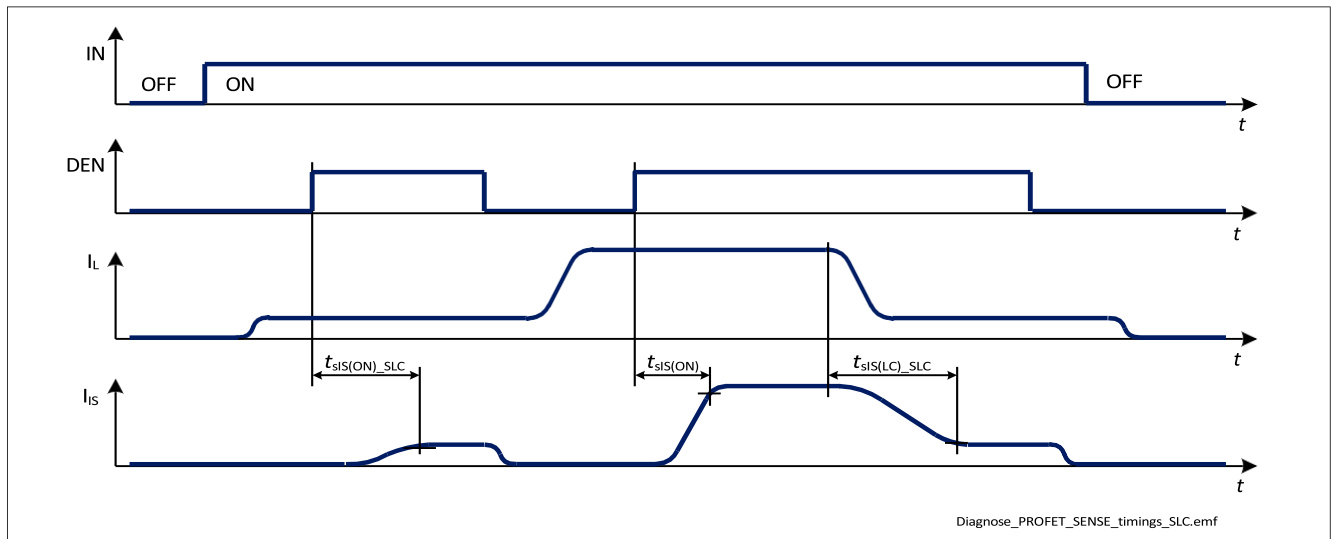 IN
OFF
ON
OFF
t
DEN
t
IL
t
tsIS(ON)_SLC
tsIS(ON)
tsIS(LC)_SLC
IIS
t
Diagnose_PROFET_SENSE_timings_SLC.emf